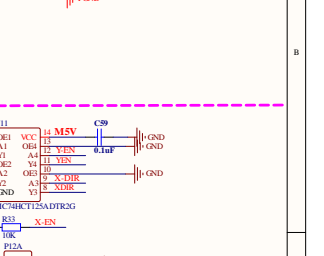 B
11
C59
OE1 VCC 14 M5V
A1 OE4 13 GND
Y1 A4 12 Y-EN 0.1uF GND
OE2 Y4 11 YEN
A2 OE3 10 GND
Y2 A3 9 X-DIR
GND Y3 8 XDIR
MC74HCT125ADTR2G
R33 X-EN
10K
P12A